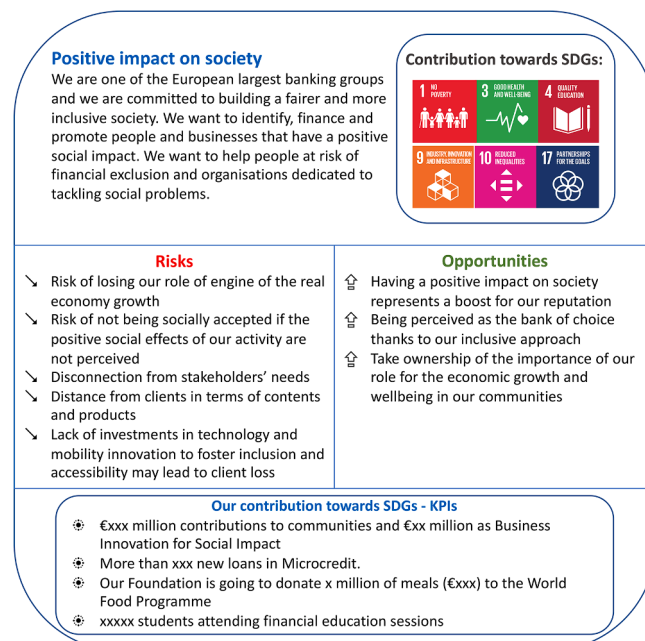 Positive impact on society
We are one of the European largest banking groups
and we are committed to building a fairer and more
inclusive society. We want to identify, finance and
promote people and businesses that have a positive
social impact. We want to help people at risk of
financial exclusion and organisations dedicated to
tackling social problems.
Contribution towards SDGs:
1 NO
POVERTY
3 GOOD HEALTH
AND WELL-BEING
4 QUALITY
EDUCATION
9 INDUSTRY, INNOVATION
AND INFRASTRUCTURE
10 REDUCED
INEQUALITIES
17 PARTNERSHIPS
FOR THE GOALS
Risks
Risk of losing our role of engine of the real
economy growth
Risk of not being socially accepted if the
positive social effects of our activity are
not perceived
Disconnection from stakeholders' needs
Distance from clients in terms of contents
and products
Lack of investments in technology and
mobility innovation to foster inclusion and
accessibility may lead to client loss
Opportunities
Having a positive impact on society
represents a boost for our reputation
Being perceived as the bank of choice
thanks to our inclusive approach
Take ownership of the importance of our
role for the economic growth and
wellbeing in our communities
Our contribution towards SDGs - KPIs
€xxx million contributions to communities and €xx million as Business
Innovation for Social Impact
More than xxx new loans in Microcredit.
Our Foundation is going to donate x million of meals (€xxx) to the World
Food Programme
xxxxx students attending financial education sessions